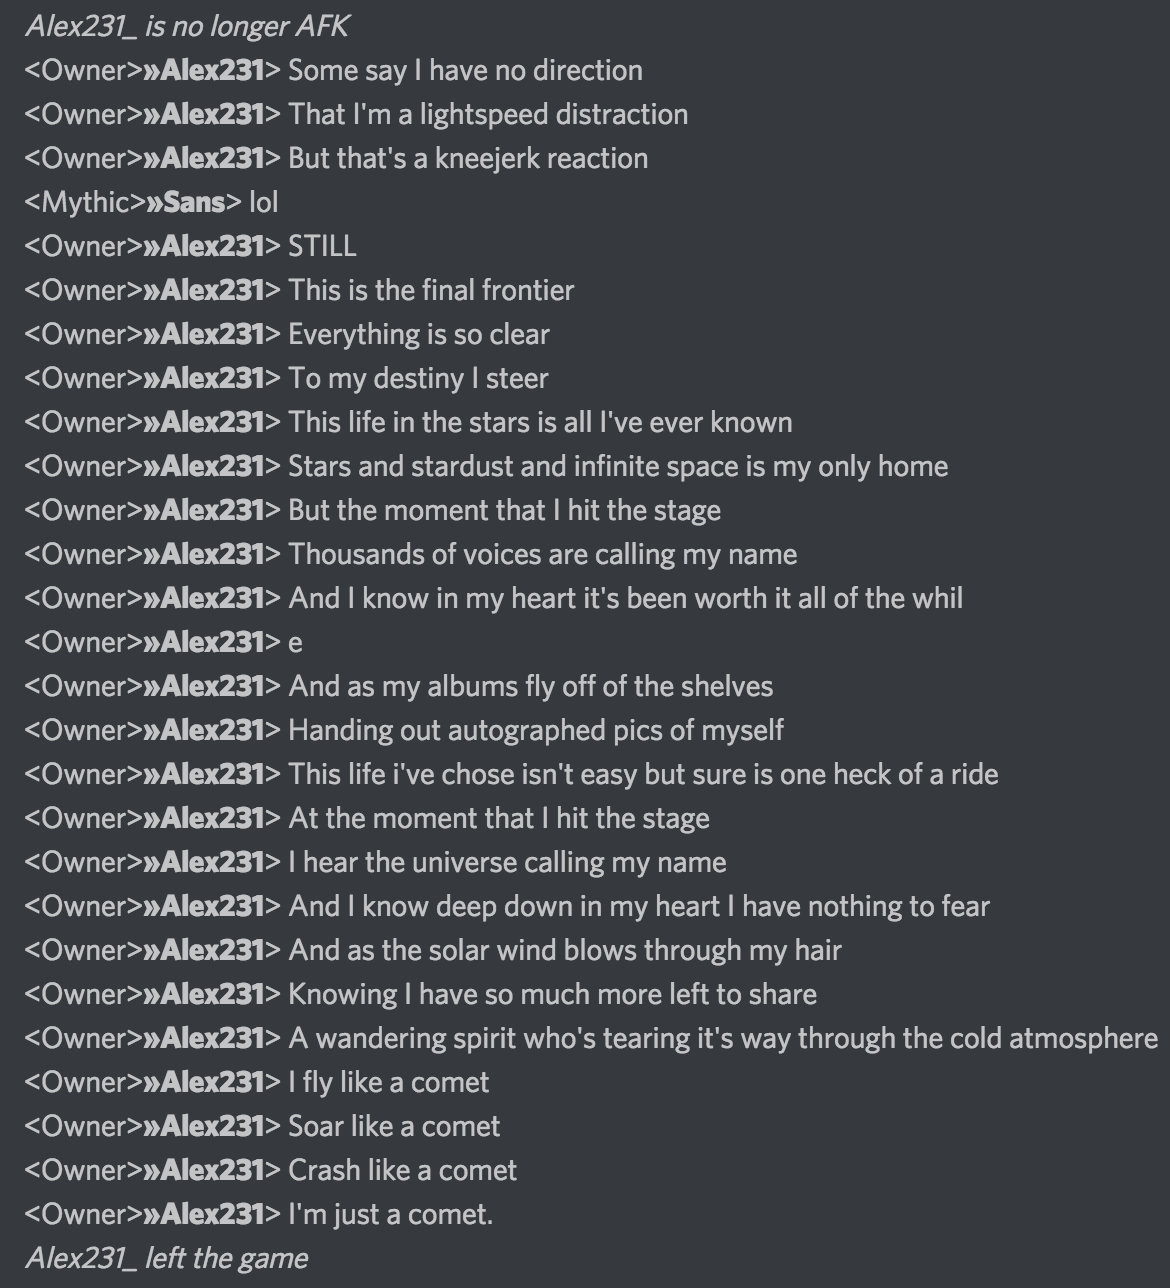 Alex231_ is no longer AFK
<Owner>»Alex231> Some say I have no direction
<Owner>»Alex231> That I'm a lightspeed distraction
<Owner>»Alex231> But that's a kneejerk reaction
<Mythic>»Sans> lol
<Owner>»Alex231> STILL
<Owner>»Alex231> This is the final frontier
<Owner>»Alex231> Everything is so clear
<Owner>»Alex231> To my destiny I steer
<Owner>»Alex231> This life in the stars is all I've ever known
<Owner>»Alex231> Stars and stardust and infinite space is my only home
<Owner>»Alex231> But the moment that I hit the stage
<Owner>»Alex231> Thousands of voices are calling my name
<Owner>»Alex231> And I know in my heart it's been worth it all of the whil
<Owner>»Alex231> e
<Owner>»Alex231> And as my albums fly off of the shelves
<Owner>»Alex231> Handing out autographed pics of myself
<Owner>»Alex231> This life i've chose isn't easy but sure is one heck of a ride
<Owner>»Alex231> At the moment that I hit the stage
<Owner>»Alex231> I hear the universe calling my name
<Owner>»Alex231> And I know deep down in my heart I have nothing to fear
<Owner>»Alex231> And as the solar wind blows through my hair
<Owner>»Alex231> Knowing I have so much more left to share
<Owner>»Alex231> A wandering spirit who's tearing it's way through the cold atmosphere
<Owner>»Alex231> I fly like a comet
<Owner>»Alex231> Soar like a comet
<Owner>»Alex231> Crash like a comet
<Owner>»Alex231> I'm just a comet.
Alex231_ left the game